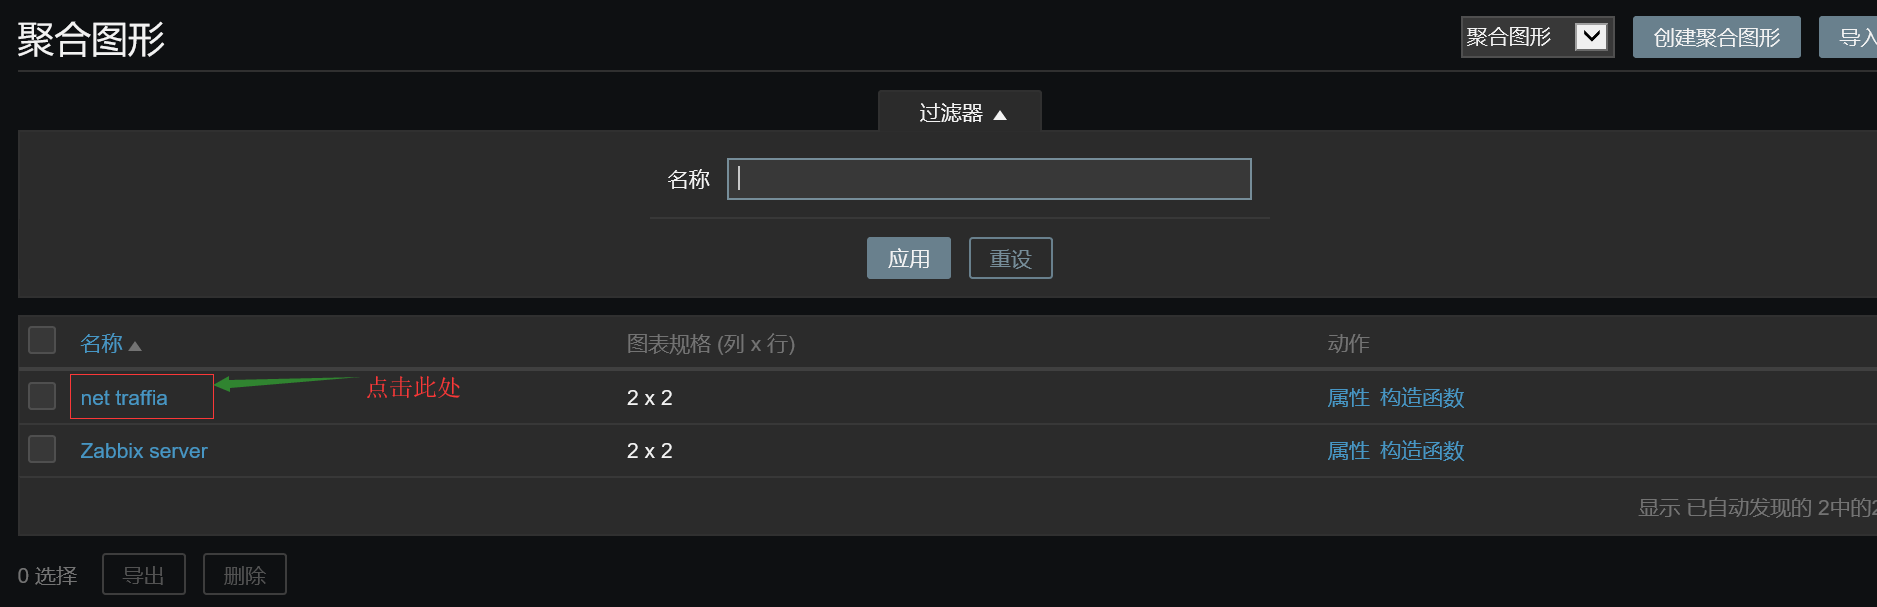 聚合图形
聚合图形
创建聚合图形
导入
过滤器
名称
应用 重设
名称 图表规格 (列 x 行) 动作
net traffia 点击此处 2 x 2 属性 构造函数
Zabbix server 2 x 2 属性 构造函数
显示 已自动发现的 2中的2
0 选择 导出 删除